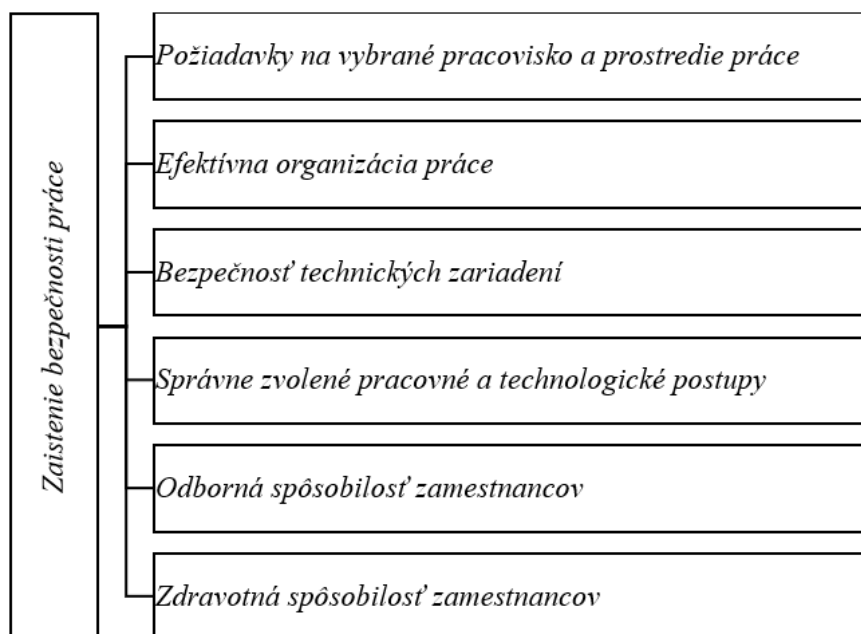 Zaistenie bezpečnosti práce
Požiadavky na vybrané pracovisko a prostredie práce
Efektívna organizácia práce
Bezpečnosť technických zariadení
Správne zvolené pracovné a technologické postupy
Odborná spôsobilosť zamestnancov
Zdravotná spôsobilosť zamestnancov